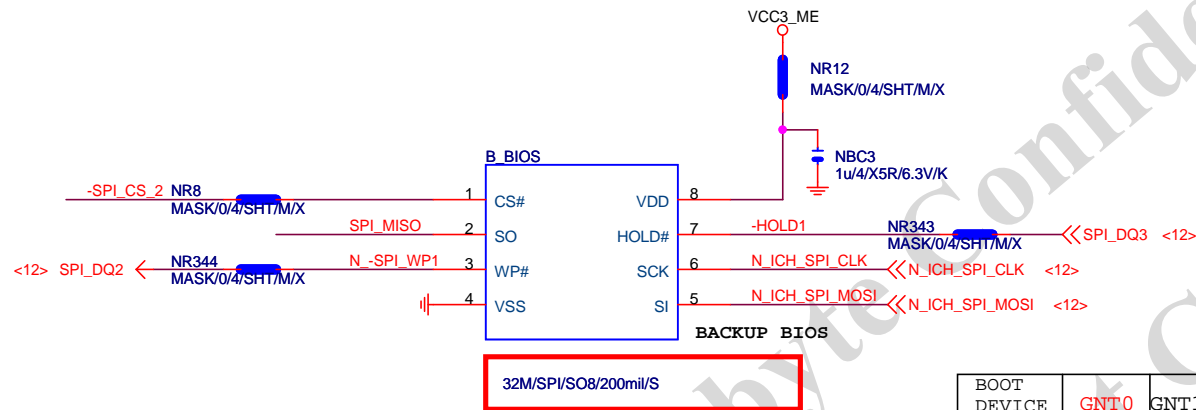 VCC3_ME
NR12
MASK/0/4/SHT/M/X
NBC3
1u/4/X5R/6.3V/K
B_BIOS
-SPI_CS_2 NR8 1 CS# VDD 8
MASK/0/4/SHT/M/X
SPI_MISO 2 SO HOLD# 7 -HOLD1 NR343 SPI_DQ3 <12>
MASK/0/4/SHT/M/X
<12> SPI_DQ2 NR344 N_-SPI_WP1 3 WP# SCK 6 N_ICH_SPI_CLK N_ICH_SPI_CLK <12>
MASK/0/4/SHT/M/X
4 VSS SI 5 N_ICH_SPI_MOSI N_ICH_SPI_MOSI <12>
BACKUP BIOS
32M/SPI/SO8/200mil/S
BOOT
DEVICE GNT0